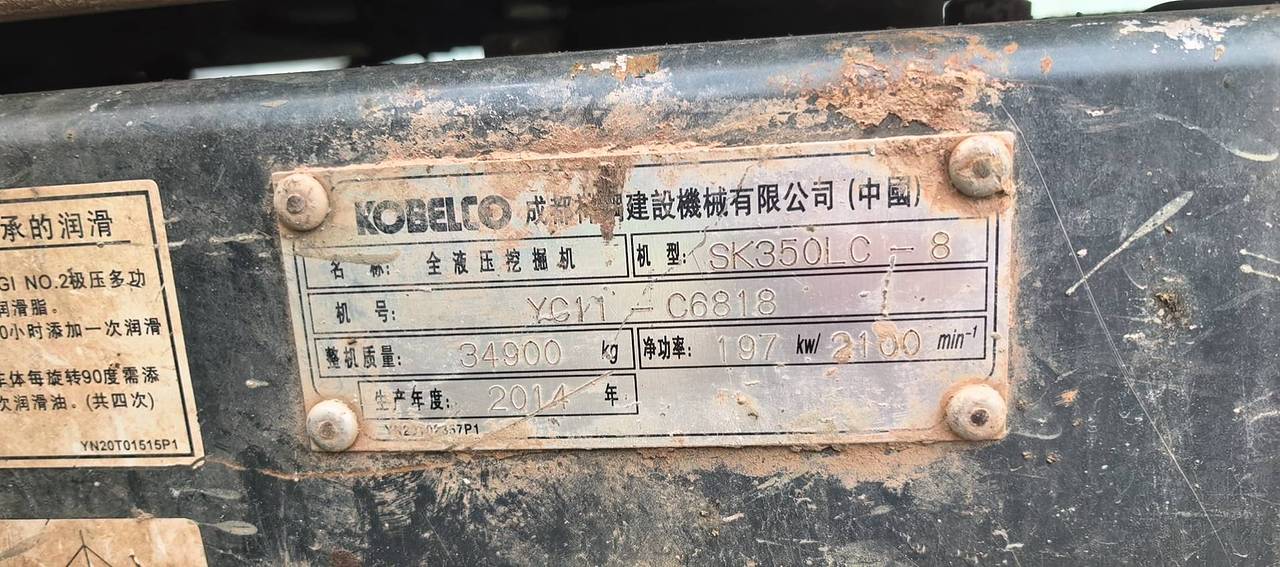 承的润滑
GI NO.2极压多功
润滑脂。
0小时添加一次润滑
车体每旋转90度需添
次润滑油。(共四次)
YN20T01515P1
KOBELCO 成都神鋼建設機械有限公司(中國)
名 称: 全液压挖掘机 机 型: SK350LC-8
机 号: YC11-C6818
整机质量: 34900 kg 净功率: 197 kw/ 2100 min⁻¹
生产年度: 2014 年